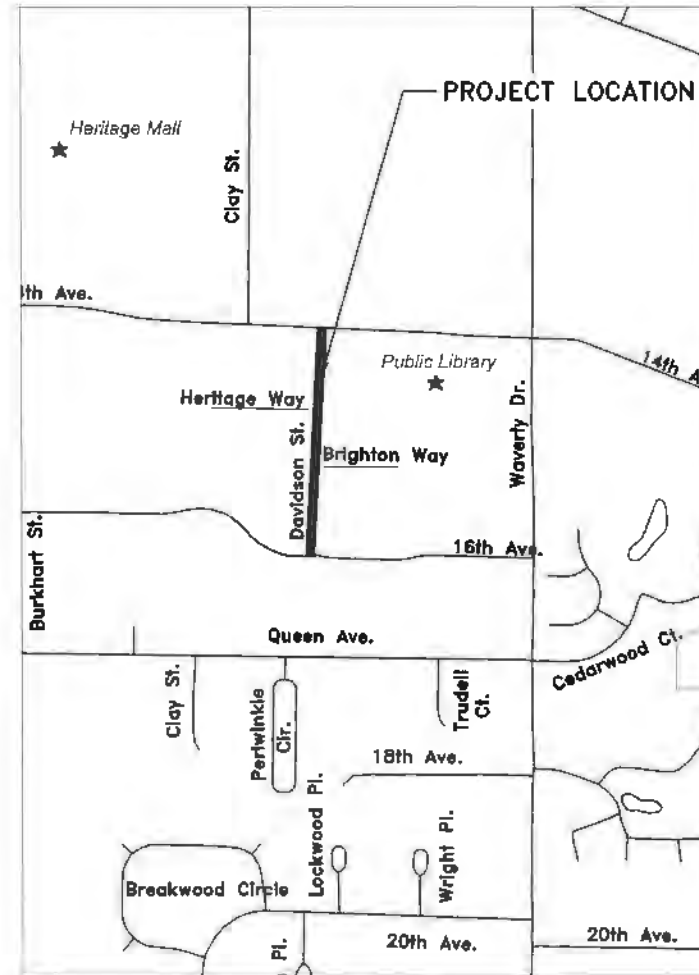 PROJECT LOCATION
Heritage Mall
Clay St.
4th Ave.
Public Library
14th A
Heritage Way
Waverly Dr.
Davidson St.
Brighton Way
Burkhart St.
16th Ave.
Queen Ave.
Cedarwood Ct.
Clay St.
Periwinkle
Cir.
Trudell
Ct.
18th Ave.
Lockwood Pl.
Wright Pl.
Breakwood Circle
Pl.
20th Ave.
20th Ave.